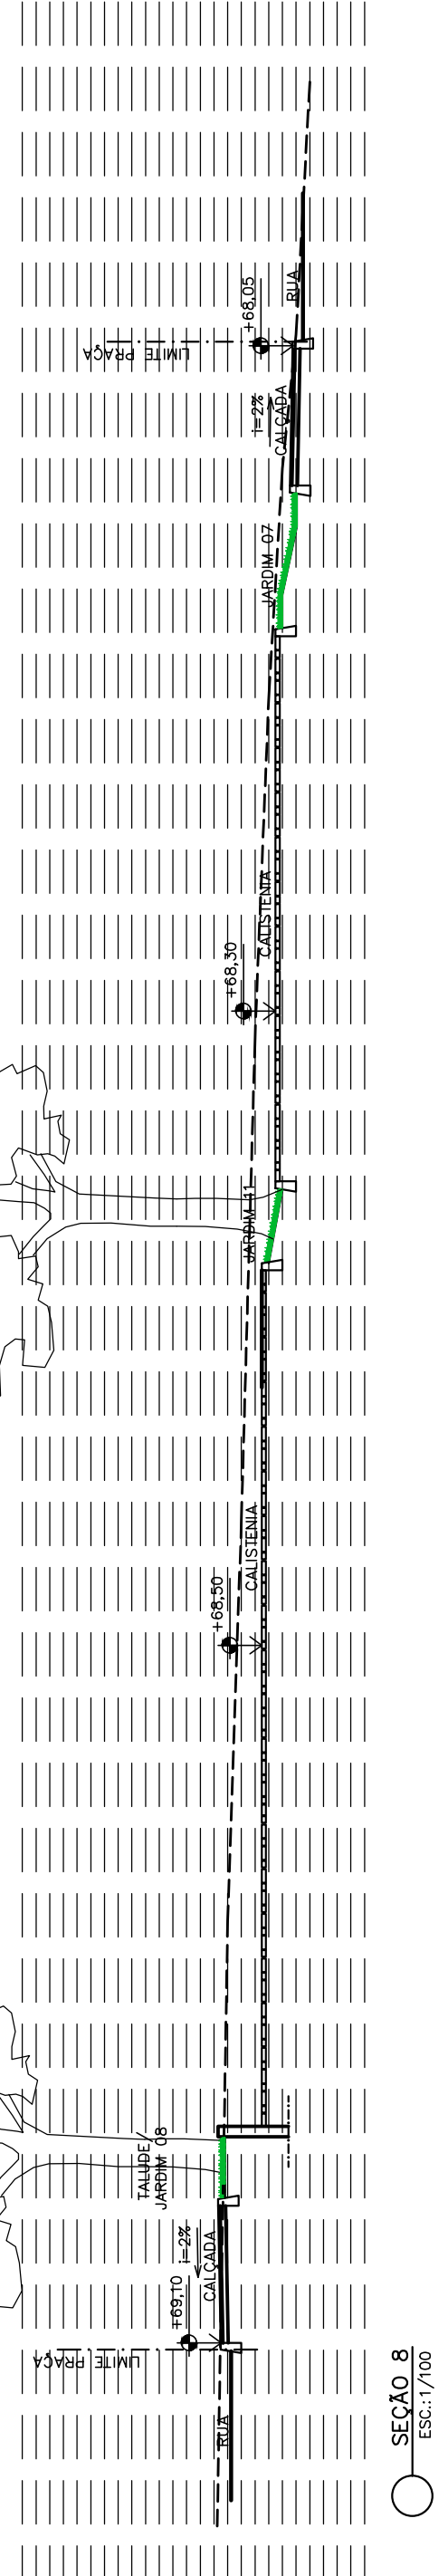 LIMITE PRAÇA
RUA
+69,10
CALÇADA
i=2%
TALUDE/
JARDIM 08
+68,50
CALISTENIA
JARDIM 11
+68,30
CALISTENIA
JARDIM 07
CALÇADA
i=2%
+68,05
LIMITE PRAÇA
RUA
SEÇÃO 8
ESC.:1/100